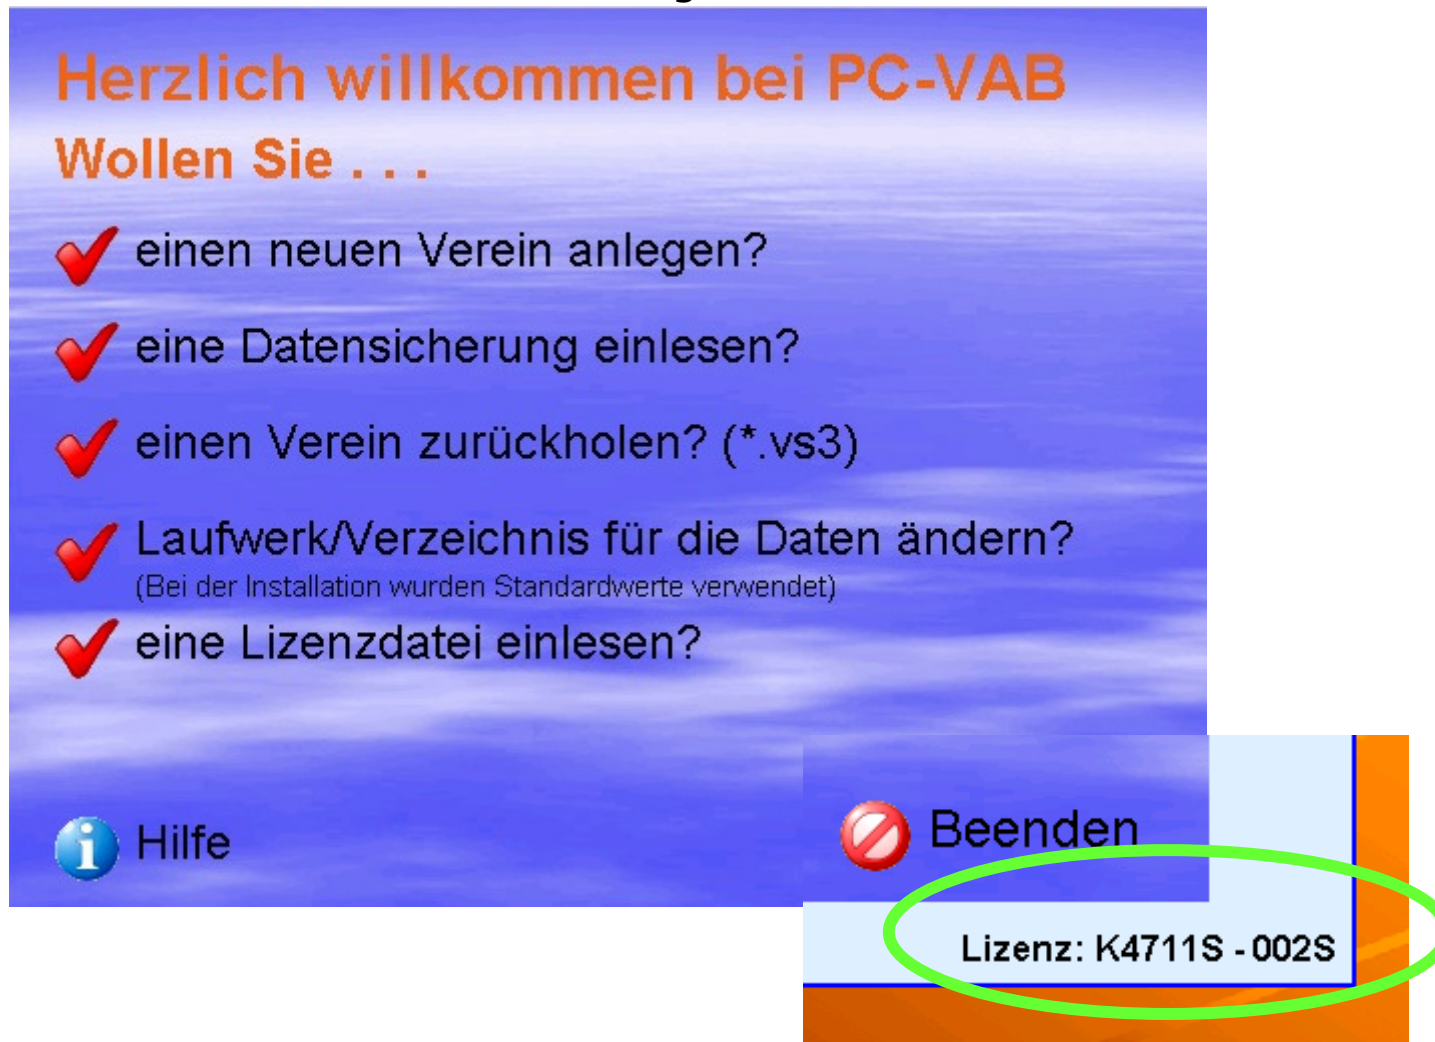 Herzlich willkommen bei PC-VAB
Wollen Sie . . .
einen neuen Verein anlegen?
eine Datensicherung einlesen?
einen Verein zurückholen? (*.vs3)
Laufwerk/Verzeichnis für die Daten ändern?
(Bei der Installation wurden Standardwerte verwendet)
eine Lizenzdatei einlesen?
Hilfe
Beenden
Lizenz: K4711S - 002S